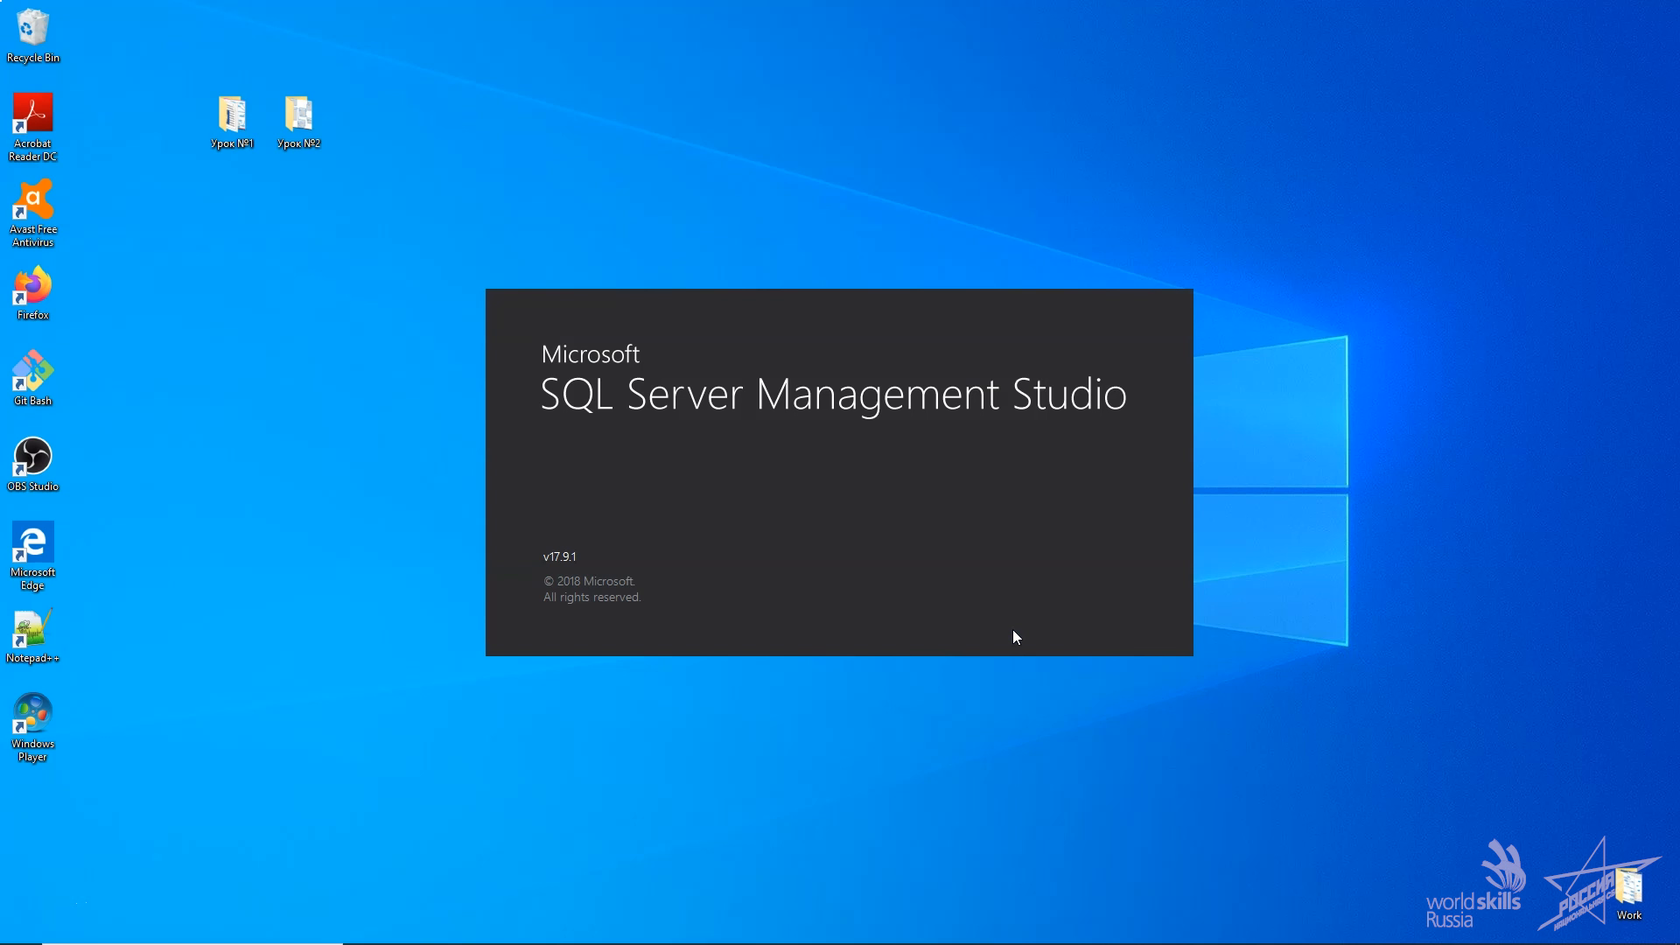 Recycle Bin
Acrobat
Reader DC
Урок №1
Урок №2
Avast Free
Antivirus
Firefox
Git Bash
OBS Studio
Microsoft
Edge
Notepad++
Windows
Player
Microsoft
SQL Server Management Studio
v17.9.1
© 2018 Microsoft.
All rights reserved.
worldskills
Russia
РОССИЯ
Work